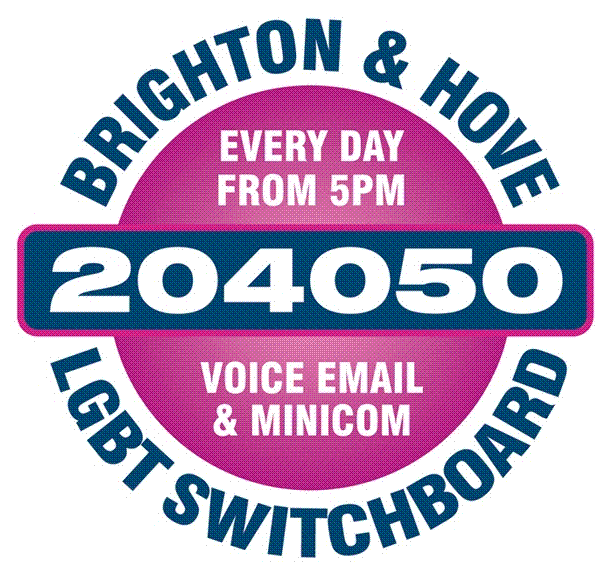 BRIGHTON & HOVE
EVERY DAY
FROM 5PM
204050
VOICE EMAIL
& MINICOM
LGBT SWITCHBOARD